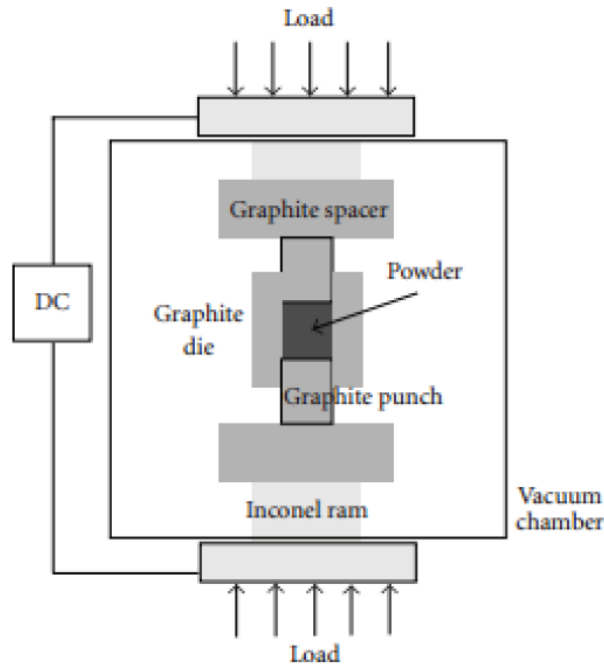 Load
Graphite spacer
Powder
DC
Graphite
die
Graphite punch
Inconel ram
Vacuum
chamber
Load